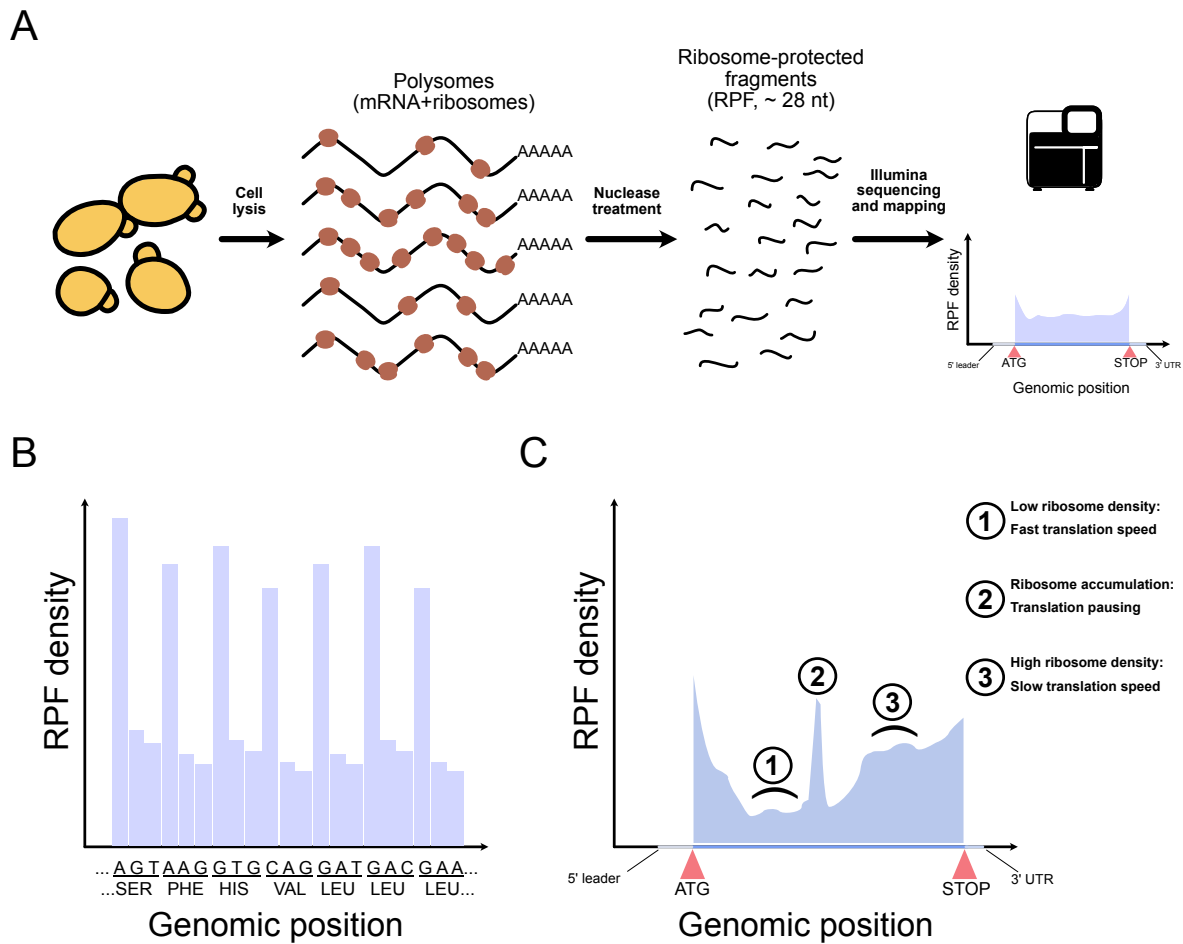 A
Polysomes
(mRNA+ribosomes)
Ribosome-protected
fragments
(RPF, ~ 28 nt)
AAAAA
AAAAA
AAAAA
AAAAA
AAAAA
Cell
lysis
Nuclease
treatment
Illumina
sequencing
and mapping
RPF density
5' leader
ATG
STOP
3' UTR
Genomic position
B
RPF density
... A G T A A G G T G C A G G A T G A C G A A ...
...SER PHE HIS VAL LEU LEU LEU...
Genomic position
C
RPF density
1
2
3
5' leader
ATG
STOP
3' UTR
Genomic position
1
Low ribosome density:
Fast translation speed
2
Ribosome accumulation:
Translation pausing
3
High ribosome density:
Slow translation speed